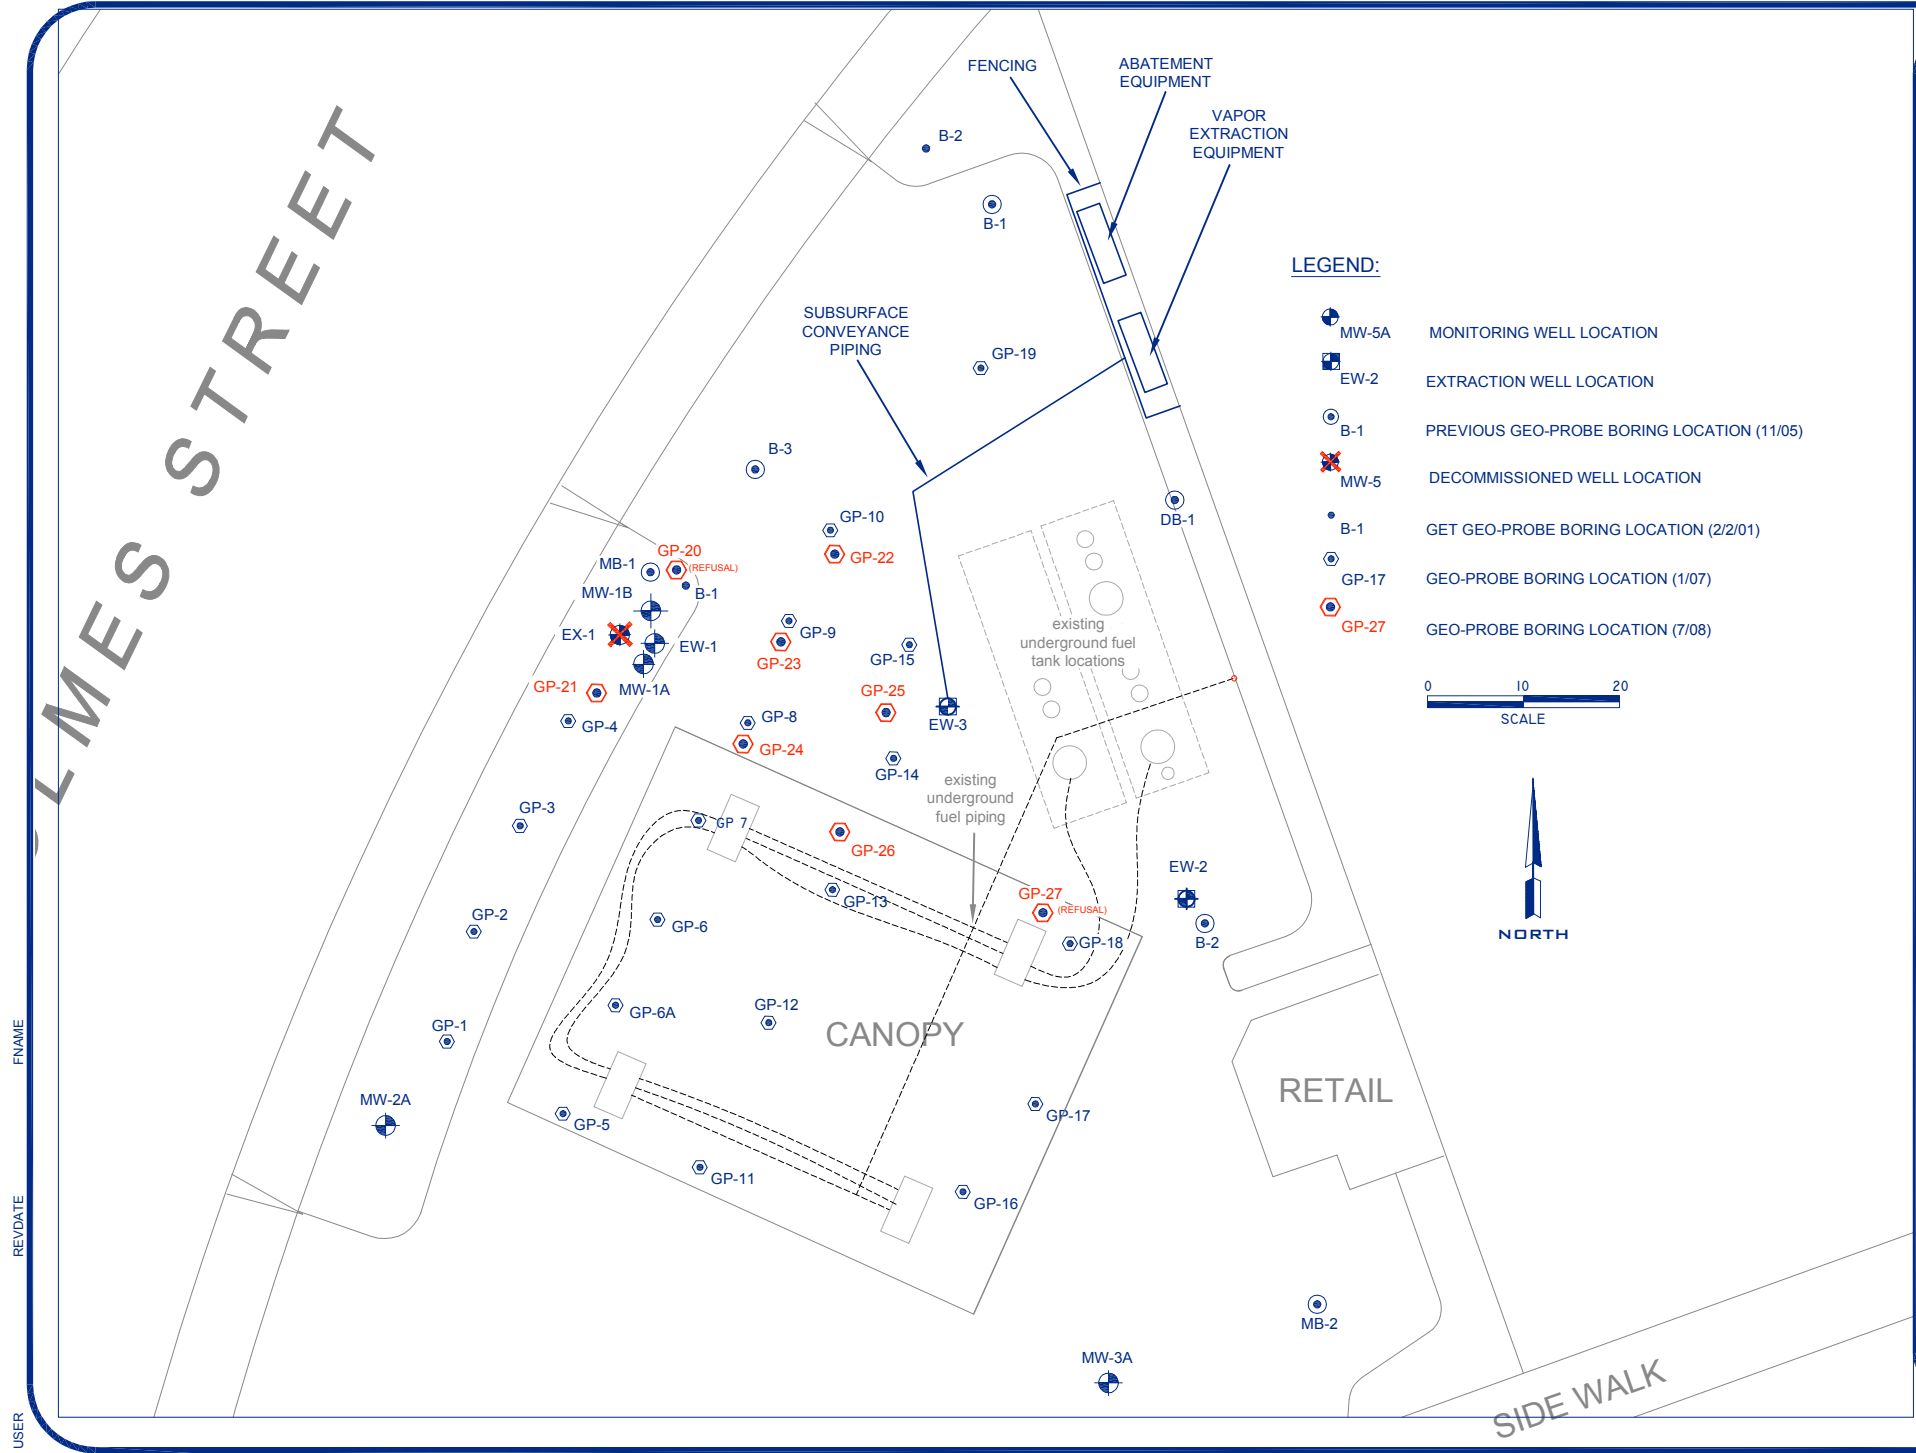 FENCING
ABATEMENT
EQUIPMENT
VAPOR
EXTRACTION
EQUIPMENT
B-2
B-1
LEGEND:
MW-5A MONITORING WELL LOCATION
EW-2 EXTRACTION WELL LOCATION
B-1 PREVIOUS GEO-PROBE BORING LOCATION (11/05)
MW-5 DECOMMISSIONED WELL LOCATION
B-1 GET GEO-PROBE BORING LOCATION (2/2/01)
GP-17 GEO-PROBE BORING LOCATION (1/07)
GP-27 GEO-PROBE BORING LOCATION (7/08)
0 10 20
SCALE
NORTH
SUBSURFACE
CONVEYANCE
PIPING
GP-19
B-3
GP-10
GP-22
DB-1
GP-20
(REFUSAL)
MB-1
MW-1B
B-1
EX-1
EW-1
MW-1A
GP-21
GP-4
GP-9
GP-23
GP-15
GP-25
EW-3
existing
underground fuel
tank locations
GP-8
GP-24
GP-14
existing
underground
fuel piping
GP-3
GP 7
GP-26
GP-13
GP-27
(REFUSAL)
GP-18
EW-2
B-2
GP-2
GP-6
GP-6A
GP-12
CANOPY
GP-1
MW-2A
GP-5
GP-11
GP-17
GP-16
RETAIL
MB-2
MW-3A
SIDE WALK
LMES STREET
FNAME
REVDATE
USER